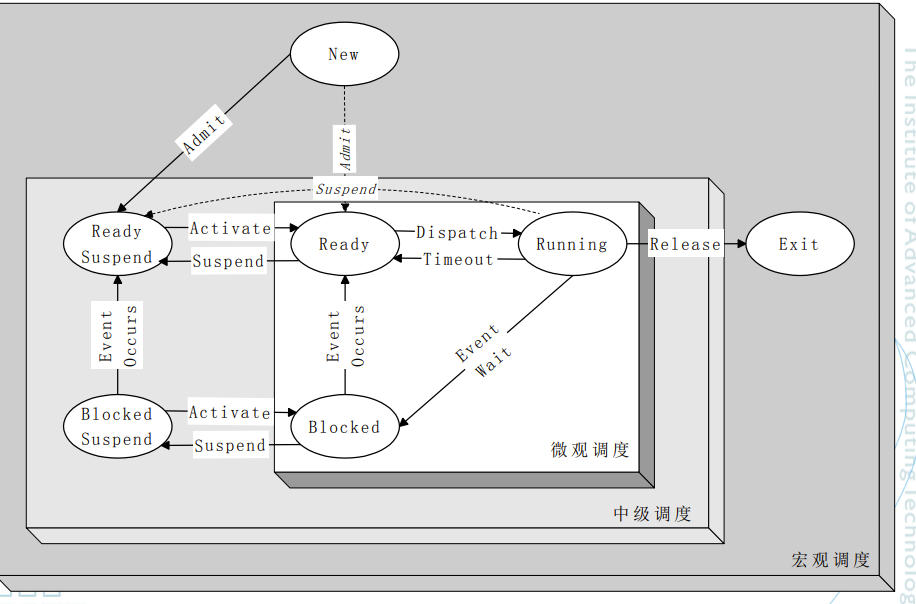 New
Admit
Admit
Suspend
Ready
Suspend
Activate
Suspend
Ready
Dispatch
Timeout
Running
Release
Exit
Event
Occurs
Event
Occurs
Event
Wait
Blocked
Suspend
Activate
Suspend
Blocked
微观调度
中级调度
宏观调度
The Institute of Advanced Computing Technolog